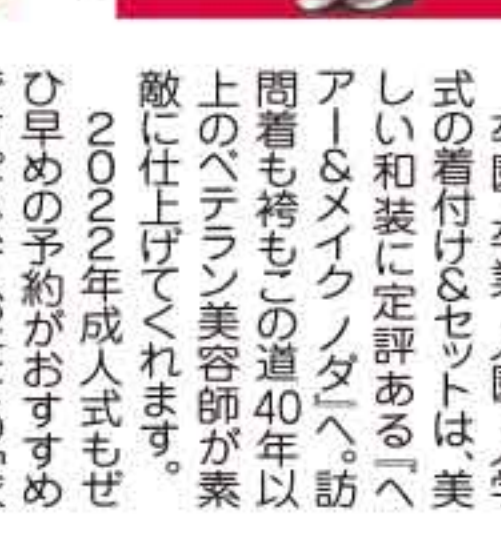 式の着付け&セットは、美
しい和装に定評ある『ヘ
アー&メイク ノダ』へ。訪
問着も袴もこの道40年以
上のベテラン美容師が素
敵に仕上げてくれます。
2022年成人式もぜ
ひ早めの予約がおすすめ